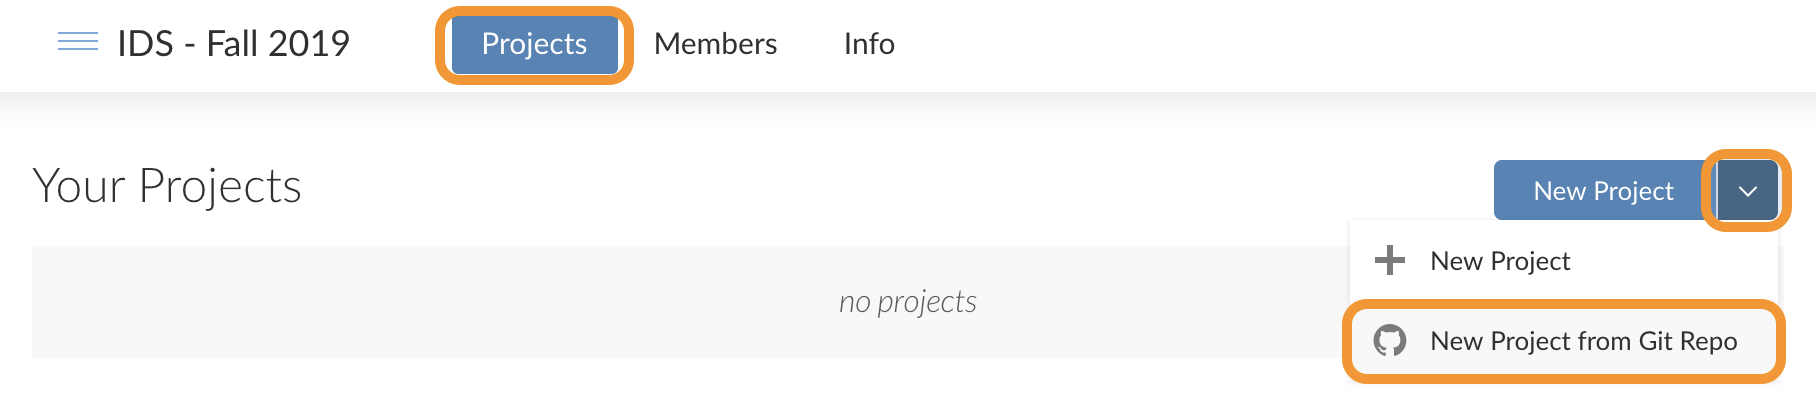 IDS - Fall 2019 Projects Members Info
Your Projects
New Project
New Project
no projects
New Project from Git Repo